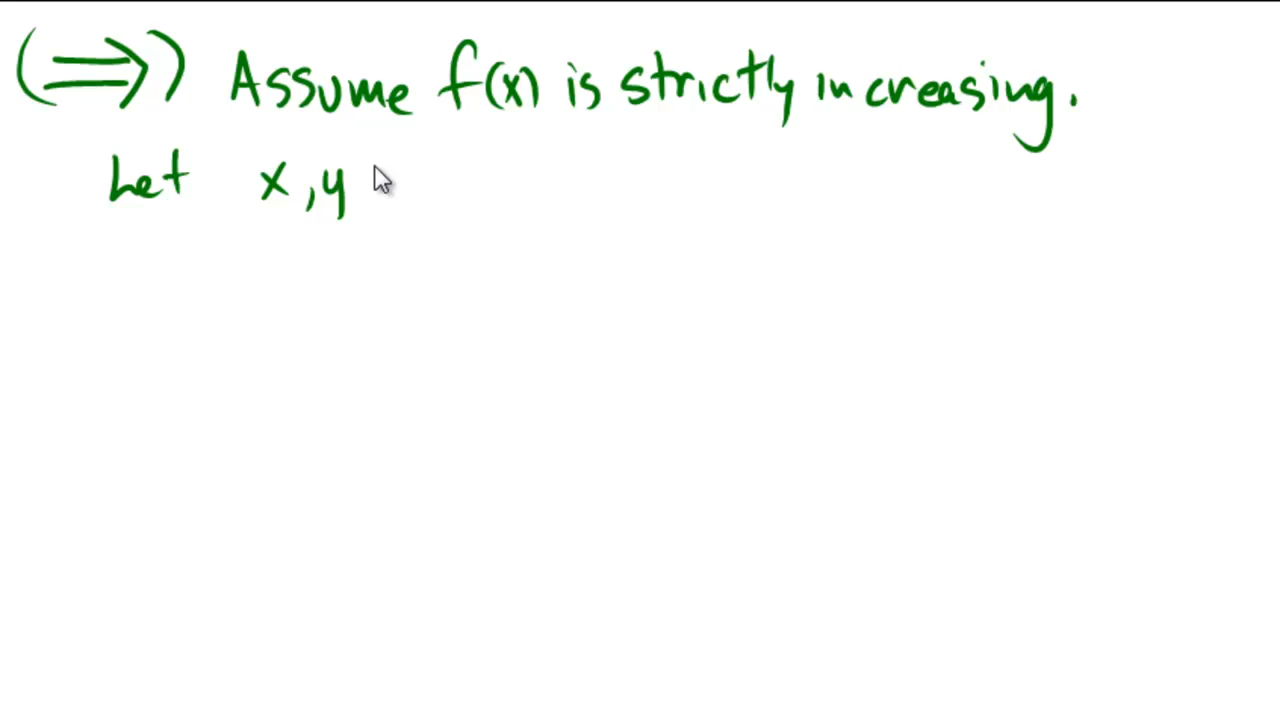 (⟹) Assume f(x) is strictly increasing.
Let x, y